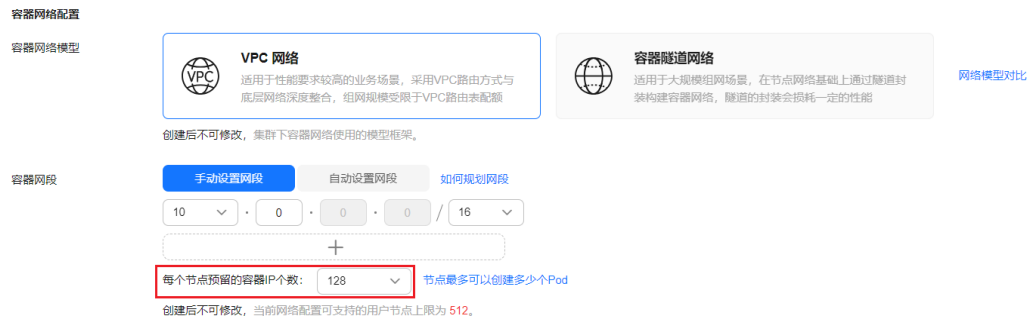 容器网络配置
容器网络模型
VPC
VPC 网络
适用于性能要求较高的业务场景，采用VPC路由方式与
底层网络深度整合，组网规模受限于VPC路由表配额
容器隧道网络
适用于大规模组网场景，在节点网络基础上通过隧道封
装构建容器网络，隧道的封装会损耗一定的性能
网络模型对比
创建后不可修改，集群下容器网络使用的模型框架。
容器网段
手动设置网段 自动设置网段 如何规划网段
10 · 0 · 0 · 0 / 16
每个节点预留的容器IP个数： 128 节点最多可以创建多少个Pod
创建后不可修改，当前网络配置可支持的用户节点上限为 512。